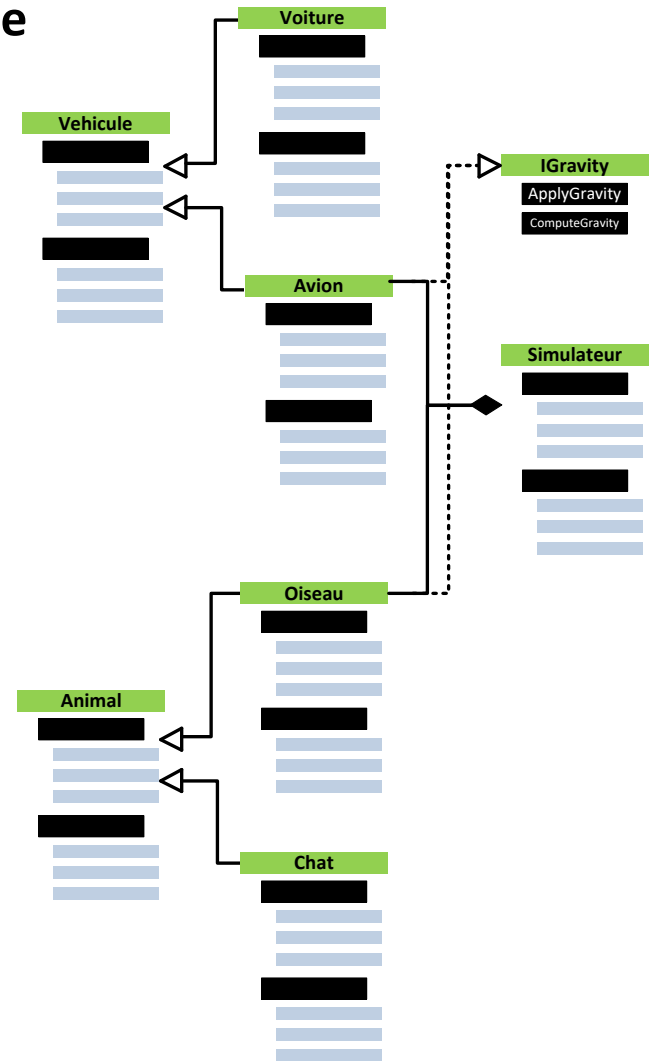 e
Voiture
Vehicule
IGravity
ApplyGravity
ComputeGravity
Avion
Simulateur
Oiseau
Animal
Chat